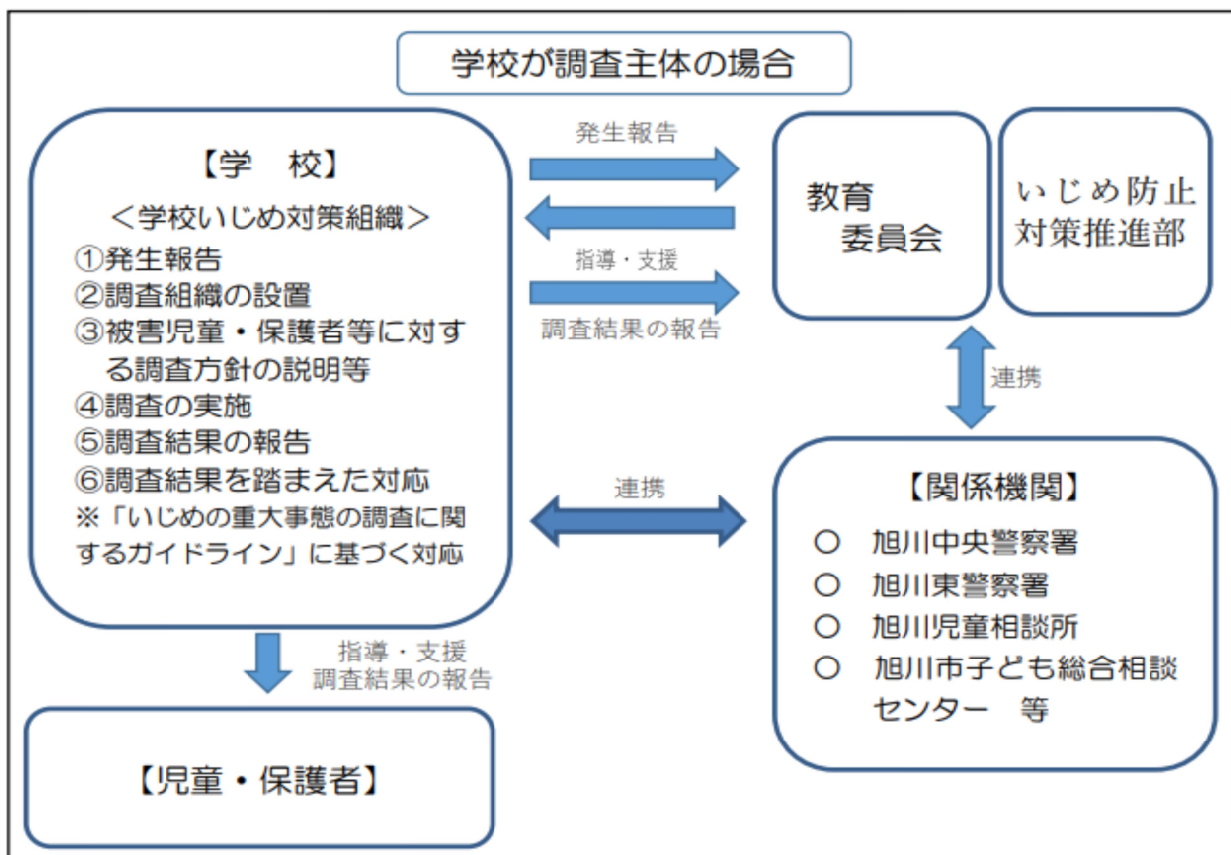 学校が調査主体の場合
【学　校】
＜学校いじめ対策組織＞
①発生報告
②調査組織の設置
③被害児童・保護者等に対す
る調査方針の説明等
④調査の実施
⑤調査結果の報告
⑥調査結果を踏まえた対応
※「いじめの重大事態の調査に関
するガイドライン」に基づく対応
発生報告
指導・支援
調査結果の報告
教育
委員会
いじめ防止
対策推進部
連携
連携
【関係機関】
〇　旭川中央警察署
〇　旭川東警察署
〇　旭川児童相談所
〇　旭川市子ども総合相談
センター　等
指導・支援
調査結果の報告
【児童・保護者】